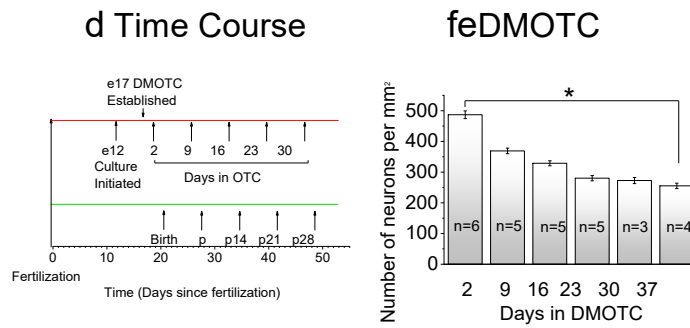 d Time Course
feDMOTC
e17 DMOTC
Established
e12
Culture
Initiated
2 9 16 23 30
Days in OTC
Birth p p14 p21 p28
0 10 20 30 40 50
Fertilization
Time (Days since fertilization)
Number of neurons per mm²
*
500
400
300
200
100
0
n=6 n=5 n=5 n=5 n=3 n=4
2 9 16 23 30 37
Days in DMOTC